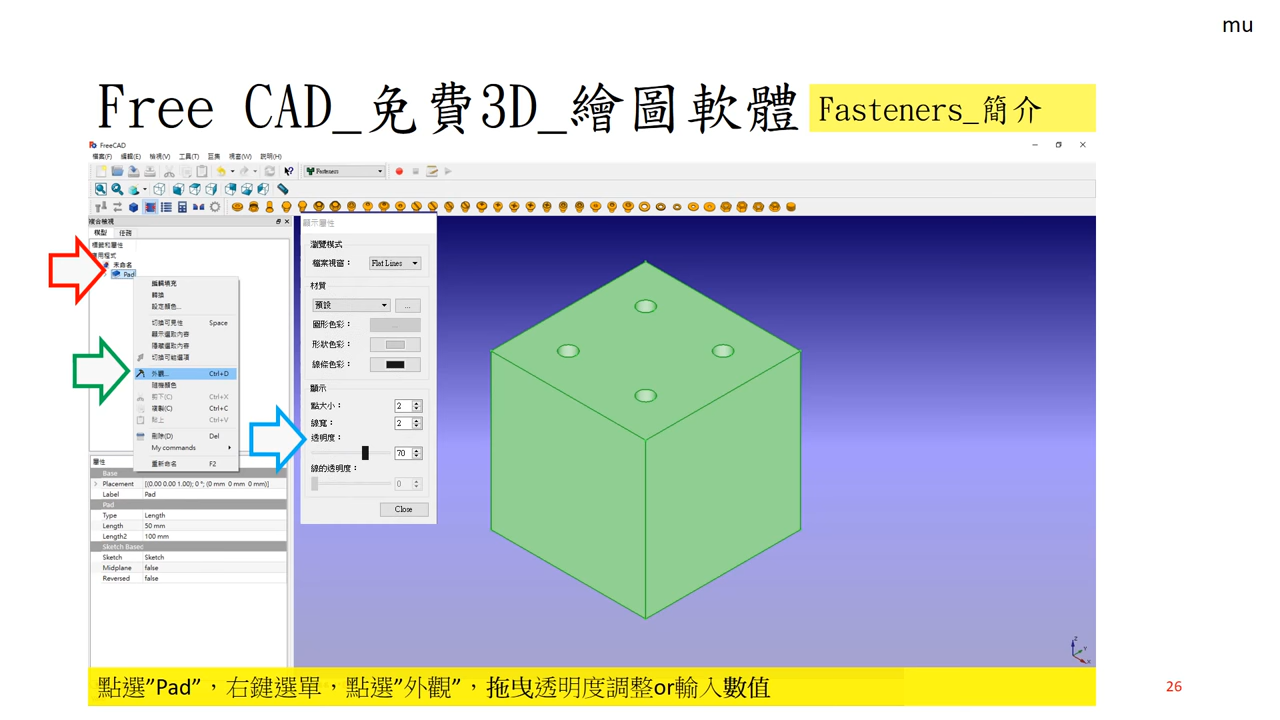 mu
Free CAD_免費3D_繪圖軟體
Fasteners_簡介
FreeCAD
檔案(F) 編輯(E) 檢視(V) 工具(T) 巨集 視窗(W) 說明(H)
Fasteners
複合檢視
模型 任務
標籤和屬性
應用程式
未命名
Pad
編輯填充
轉換
設定顏色...
切換可見性 Space
顯示選取內容
隱藏選取內容
切換可能選項
外觀... Ctrl+D
隨機顏色
剪下(C) Ctrl+X
複製(C) Ctrl+C
貼上 Ctrl+V
刪除(D) Del
My commands
重新命名 F2
顯示屬性
瀏覽模式
檔案視窗： Flat Lines
材質
預設 ...
圖形色彩： ...
形狀色彩：
線條色彩：
顯示
點大小： 2
線寬： 2
透明度：
70
線的透明度：
0
Close
屬性
Base
Placement [(0.00 0.00 1.00); 0 °; (0 mm 0 mm 0 mm)]
Label Pad
Pad
Type Length
Length 50 mm
Length2 100 mm
Sketch Based
Sketch Sketch
Midplane false
Reversed false
Z
Y
X
點選”Pad”，右鍵選單，點選”外觀”，拖曳透明度調整or輸入數值
26